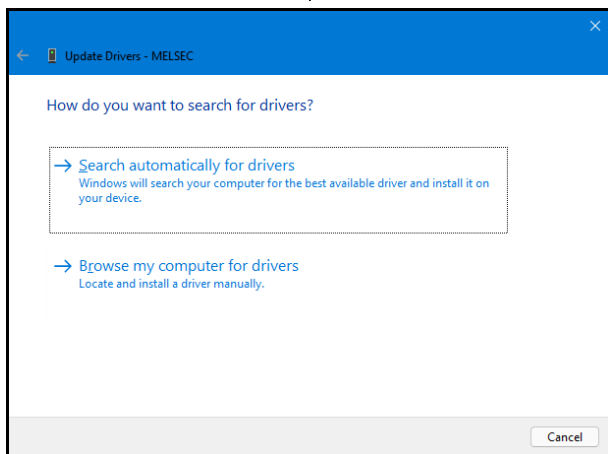 Update Drivers - MELSEC
How do you want to search for drivers?
Search automatically for drivers
Windows will search your computer for the best available driver and install it on
your device.
Browse my computer for drivers
Locate and install a driver manually.
Cancel